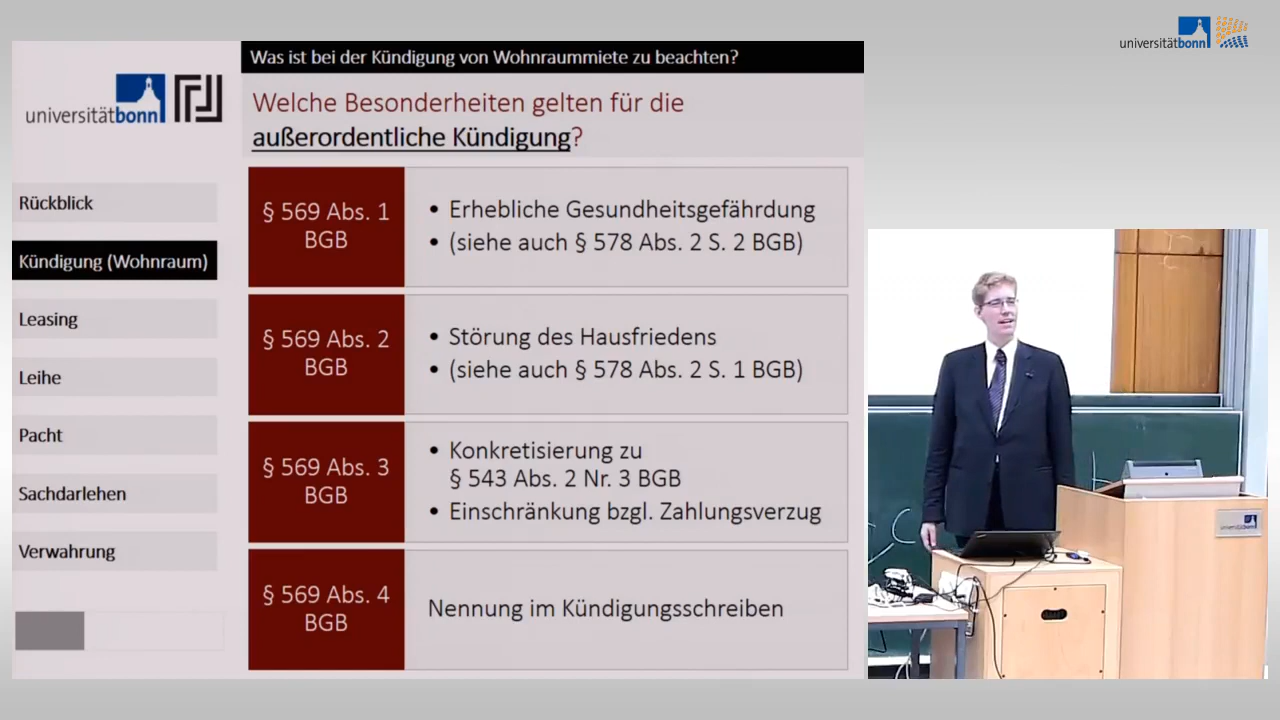 universitätbonn
Was ist bei der Kündigung von Wohnraummiete zu beachten?
universitätbonn
Welche Besonderheiten gelten für die
außerordentliche Kündigung?
Rückblick
Kündigung (Wohnraum)
Leasing
Leihe
Pacht
Sachdarlehen
Verwahrung
§ 569 Abs. 1
BGB
• Erhebliche Gesundheitsgefährdung
• (siehe auch § 578 Abs. 2 S. 2 BGB)
§ 569 Abs. 2
BGB
• Störung des Hausfriedens
• (siehe auch § 578 Abs. 2 S. 1 BGB)
§ 569 Abs. 3
BGB
• Konkretisierung zu
§ 543 Abs. 2 Nr. 3 BGB
• Einschränkung bzgl. Zahlungsverzug
§ 569 Abs. 4
BGB
Nennung im Kündigungsschreiben
universitätbonn